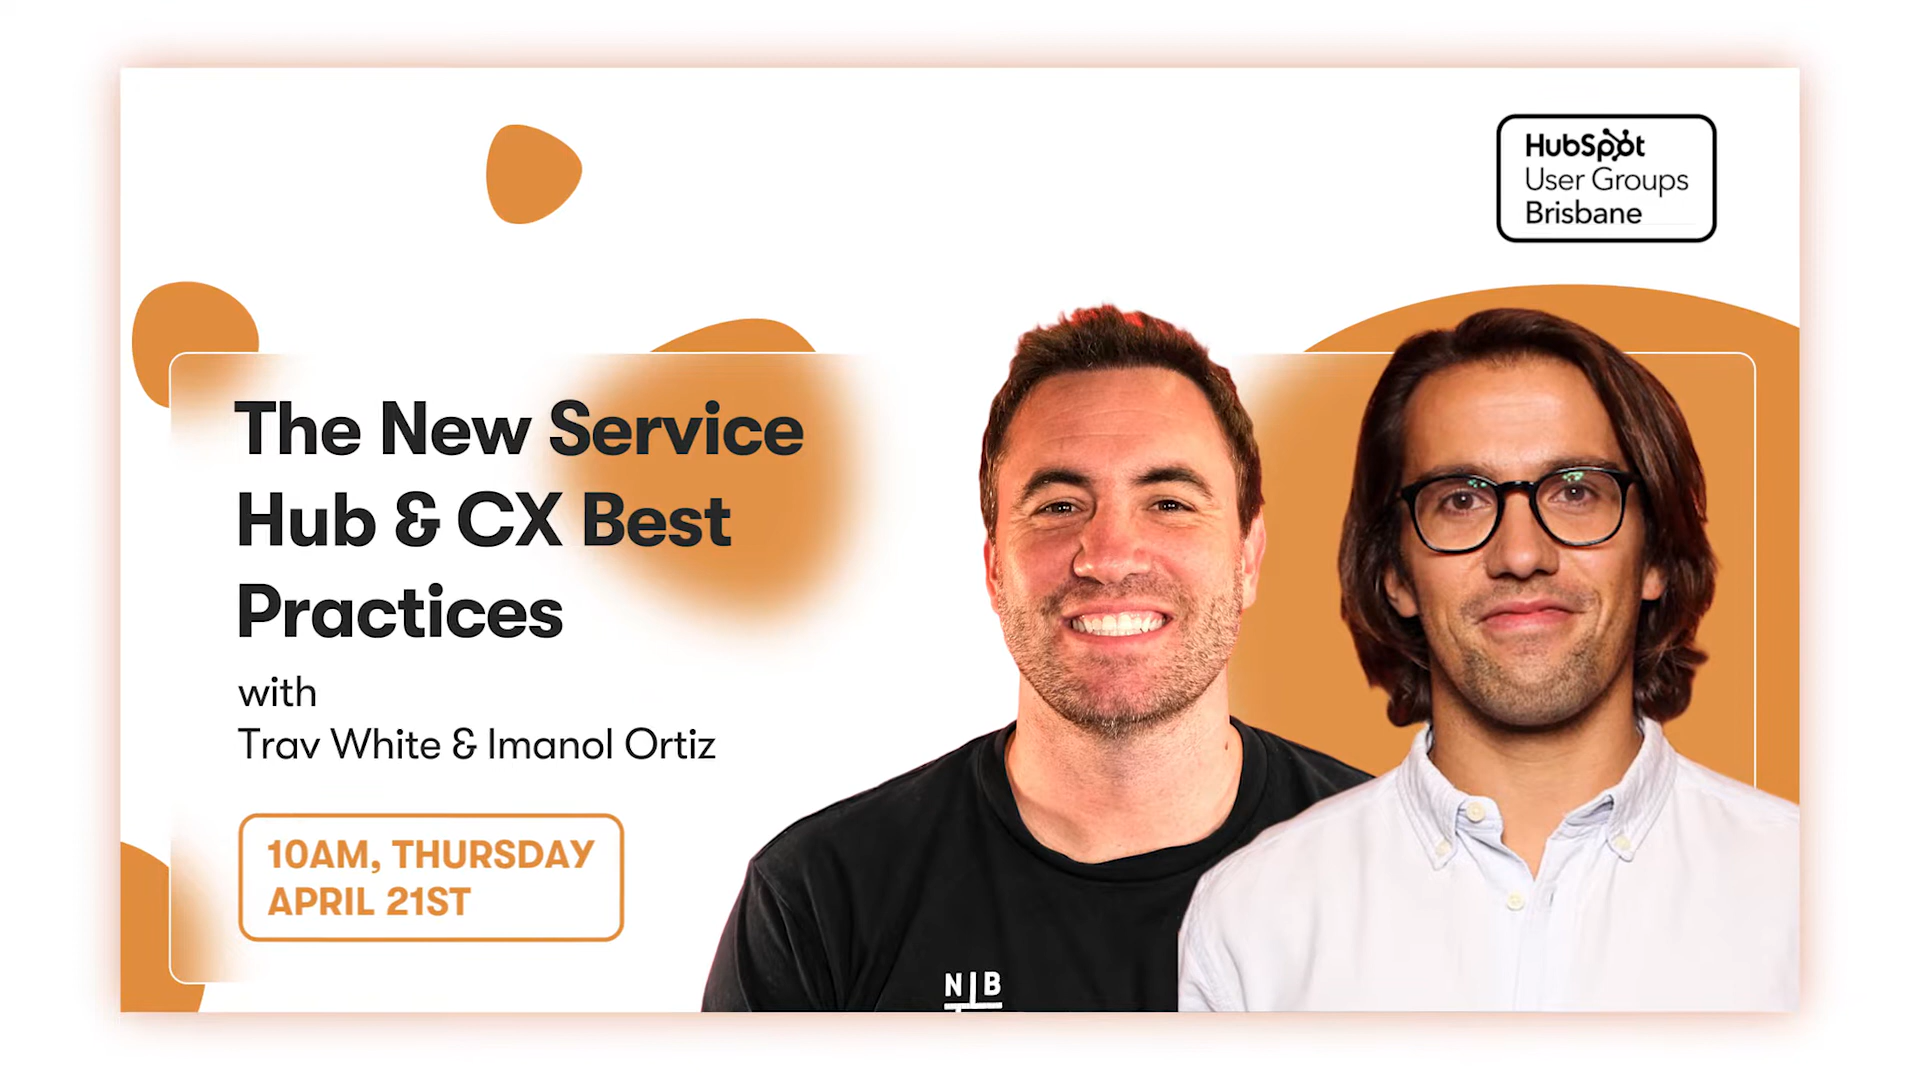 HubSpot
User Groups
Brisbane
The New Service
Hub & CX Best
Practices
with
Trav White & Imanol Ortiz
10AM, THURSDAY
APRIL 21ST
N B